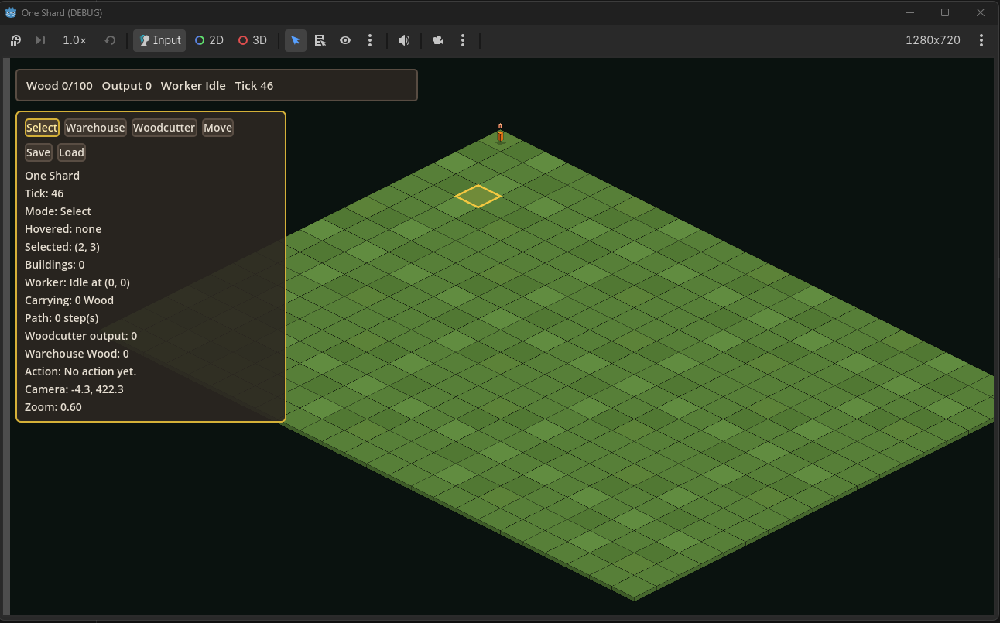 One Shard (DEBUG)
1.0× Input 2D 3D 1280x720
Wood 0/100 Output 0 Worker Idle Tick 46
Select Warehouse Woodcutter Move
Save Load
One Shard
Tick: 46
Mode: Select
Hovered: none
Selected: (2, 3)
Buildings: 0
Worker: Idle at (0, 0)
Carrying: 0 Wood
Path: 0 step(s)
Woodcutter output: 0
Warehouse Wood: 0
Action: No action yet.
Camera: -4.3, 422.3
Zoom: 0.60